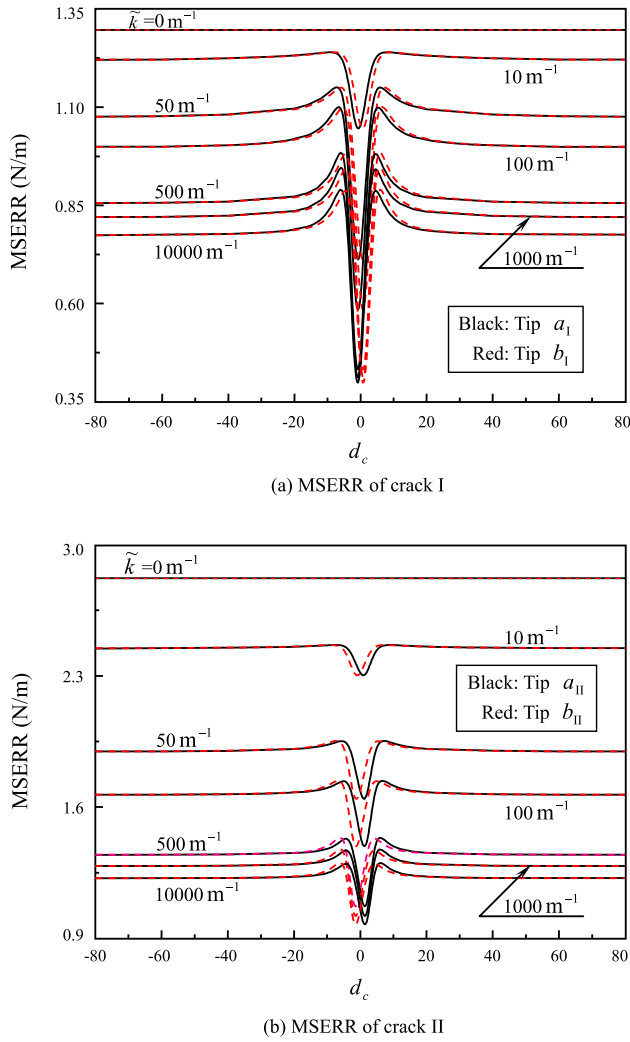 1.35
k̃ =0 m⁻¹
10 m⁻¹
1.10
50 m⁻¹
100 m⁻¹
MSERR (N/m)
0.85
500 m⁻¹
10000 m⁻¹
1000 m⁻¹
0.60
Black: Tip a_I
Red: Tip b_I
0.35
-80 -60 -40 -20 0 20 40 60 80
d_c
(a) MSERR of crack I
3.0
k̃ =0 m⁻¹
10 m⁻¹
2.3
Black: Tip a_II
Red: Tip b_II
MSERR (N/m)
50 m⁻¹
1.6
100 m⁻¹
500 m⁻¹
10000 m⁻¹
1000 m⁻¹
0.9
-80 -60 -40 -20 0 20 40 60 80
d_c
(b) MSERR of crack II